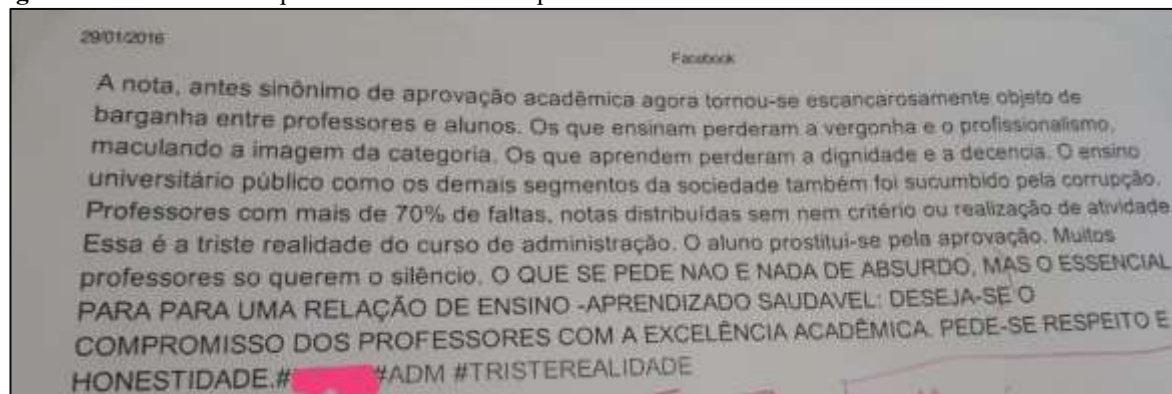 29/01/2016
Facebook
A nota, antes sinônimo de aprovação acadêmica agora tornou-se escancarosamente objeto de
barganha entre professores e alunos. Os que ensinam perderam a vergonha e o profissionalismo,
maculando a imagem da categoria. Os que aprendem perderam a dignidade e a decencia. O ensino
universitário público como os demais segmentos da sociedade também foi sucumbido pela corrupção.
Professores com mais de 70% de faltas, notas distribuídas sem nem critério ou realização de atividade
Essa é a triste realidade do curso de administração. O aluno prostitui-se pela aprovação. Muitos
professores so querem o silêncio. O QUE SE PEDE NAO E NADA DE ABSURDO, MAS O ESSENCIAL
PARA PARA UMA RELAÇÃO DE ENSINO -APRENDIZADO SAUDAVEL: DESEJA-SE O
COMPROMISSO DOS PROFESSORES COM A EXCELÊNCIA ACADÊMICA. PEDE-SE RESPEITO E
HONESTIDADE.# #ADM #TRISTEREALIDADE